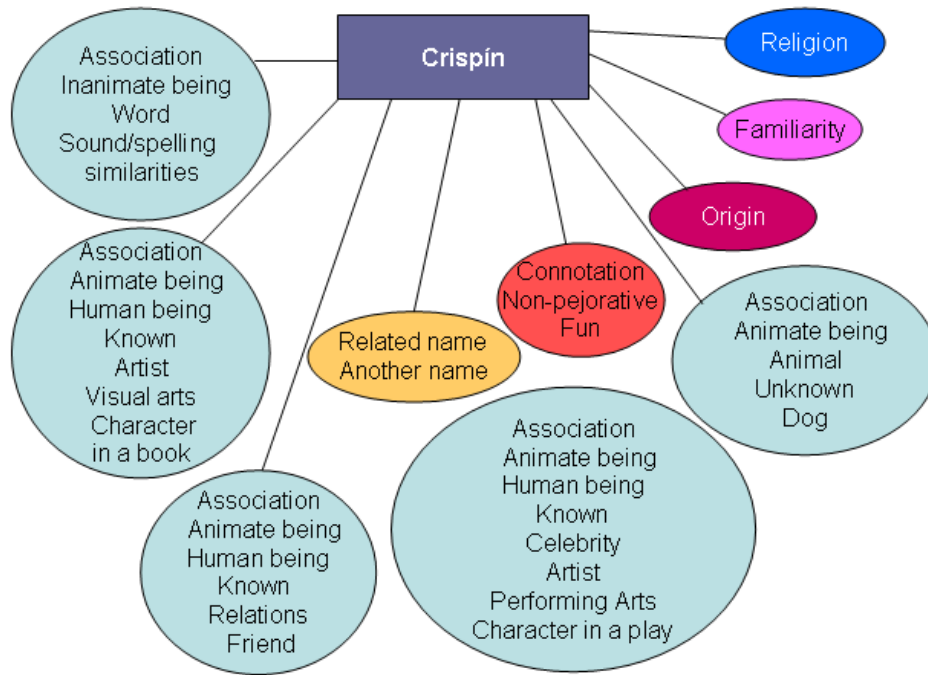 Crispín
Association
Inanimate being
Word
Sound/spelling
similarities
Religion
Familiarity
Origin
Association
Animate being
Human being
Known
Artist
Visual arts
Character
in a book
Related name
Another name
Connotation
Non-pejorative
Fun
Association
Animate being
Animal
Unknown
Dog
Association
Animate being
Human being
Known
Relations
Friend
Association
Animate being
Human being
Known
Celebrity
Artist
Performing Arts
Character in a play